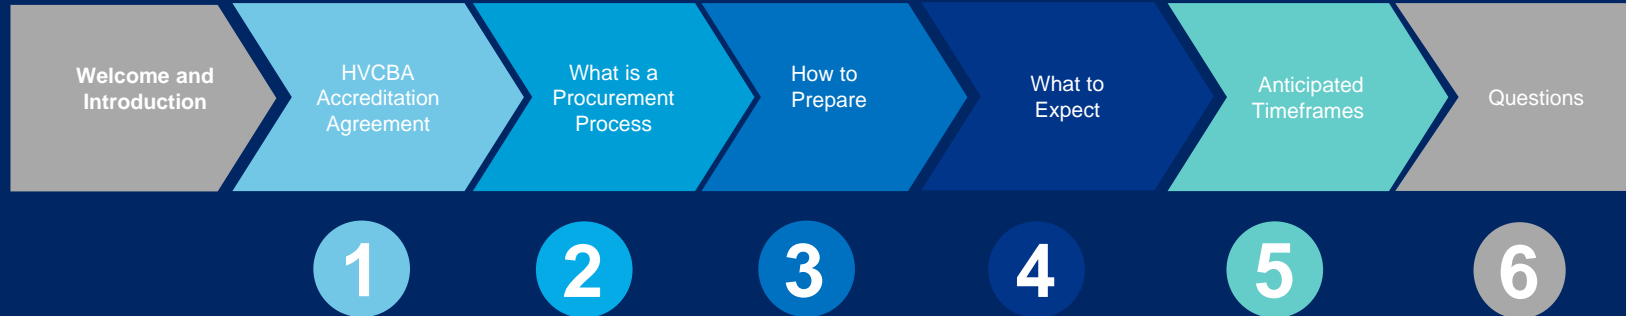 Welcome and
Introduction
HVCBA
Accreditation
Agreement
What is a
Procurement
Process
How to
Prepare
What to
Expect
Anticipated
Timeframes
Questions
1
2
3
4
5
6